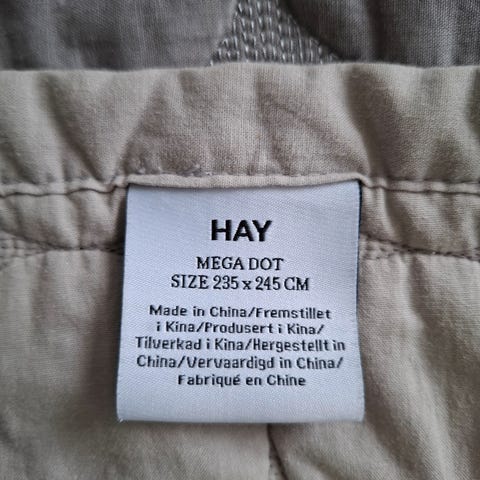 HAY
MEGA DOT
SIZE 235 x 245 CM
Made in China/Fremstillet
i Kina/Produsert i Kina/
Tilverkad i Kina/Hergestellt in
China/Vervaardigd in China/
Fabriqué en Chine